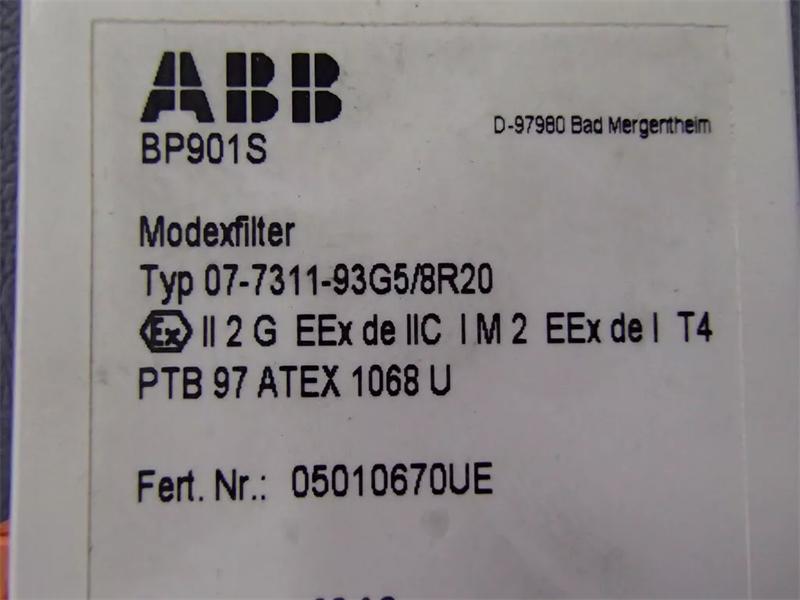 ABB
D-97980 Bad Mergentheim
BP901S
Modexfilter
Typ 07-7311-93G5/8R20
Ex II 2 G EEx de IIC I M 2 EEx de I T4
PTB 97 ATEX 1068 U
Fert. Nr.: 05010670UE